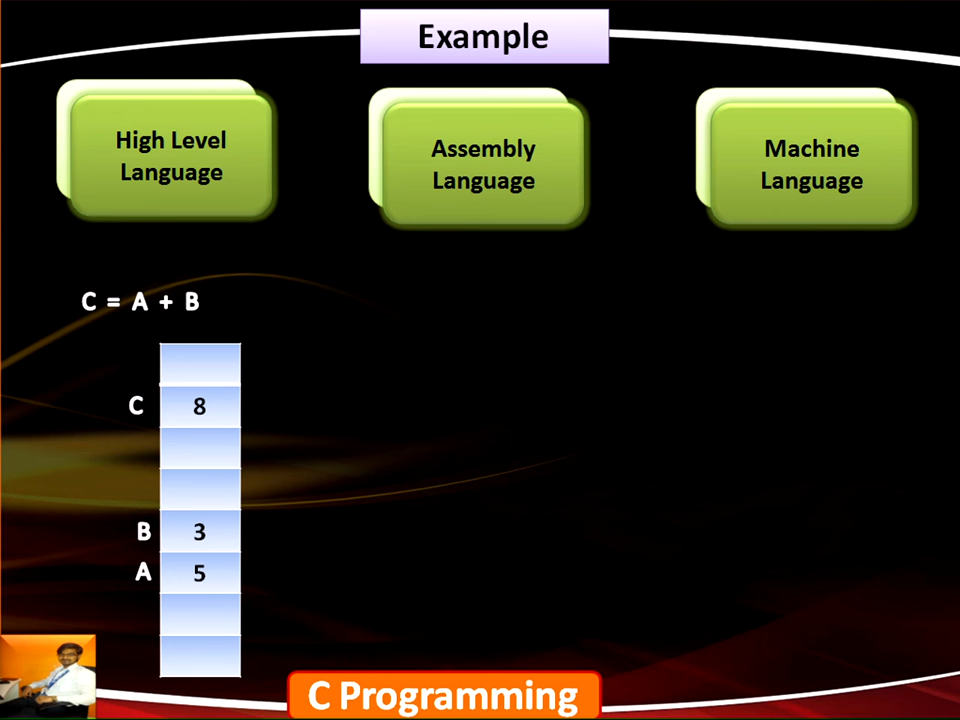 Example
High Level
Language
Assembly
Language
Machine
Language
C = A + B
C 8
B 3
A 5
C Programming